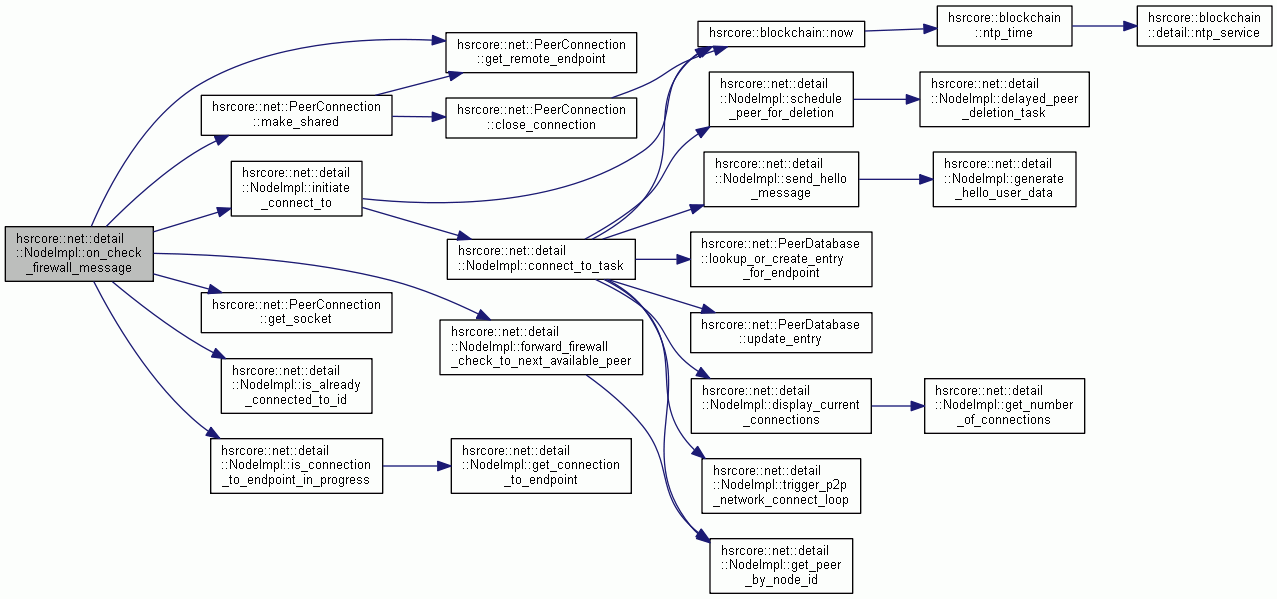 hsrcore::net::detail
::NodeImpl::on_check
_firewall_message
hsrcore::net::PeerConnection
::get_remote_endpoint
hsrcore::net::PeerConnection
::make_shared
hsrcore::net::PeerConnection
::close_connection
hsrcore::net::detail
::NodeImpl::initiate
_connect_to
hsrcore::net::detail
::NodeImpl::connect_to_task
hsrcore::net::PeerConnection
::get_socket
hsrcore::net::detail
::NodeImpl::forward_firewall
_check_to_next_available_peer
hsrcore::net::detail
::NodeImpl::is_already
_connected_to_id
hsrcore::net::detail
::NodeImpl::is_connection
_to_endpoint_in_progress
hsrcore::net::detail
::NodeImpl::get_connection
_to_endpoint
hsrcore::blockchain::now
hsrcore::blockchain
::ntp_time
hsrcore::blockchain
::detail::ntp_service
hsrcore::net::detail
::NodeImpl::schedule
_peer_for_deletion
hsrcore::net::detail
::NodeImpl::delayed_peer
_deletion_task
hsrcore::net::detail
::NodeImpl::send_hello
_message
hsrcore::net::detail
::NodeImpl::generate
_hello_user_data
hsrcore::net::PeerDatabase
::lookup_or_create_entry
_for_endpoint
hsrcore::net::PeerDatabase
::update_entry
hsrcore::net::detail
::NodeImpl::display_current
_connections
hsrcore::net::detail
::NodeImpl::get_number
_of_connections
hsrcore::net::detail
::NodeImpl::trigger_p2p
_network_connect_loop
hsrcore::net::detail
::NodeImpl::get_peer
_by_node_id